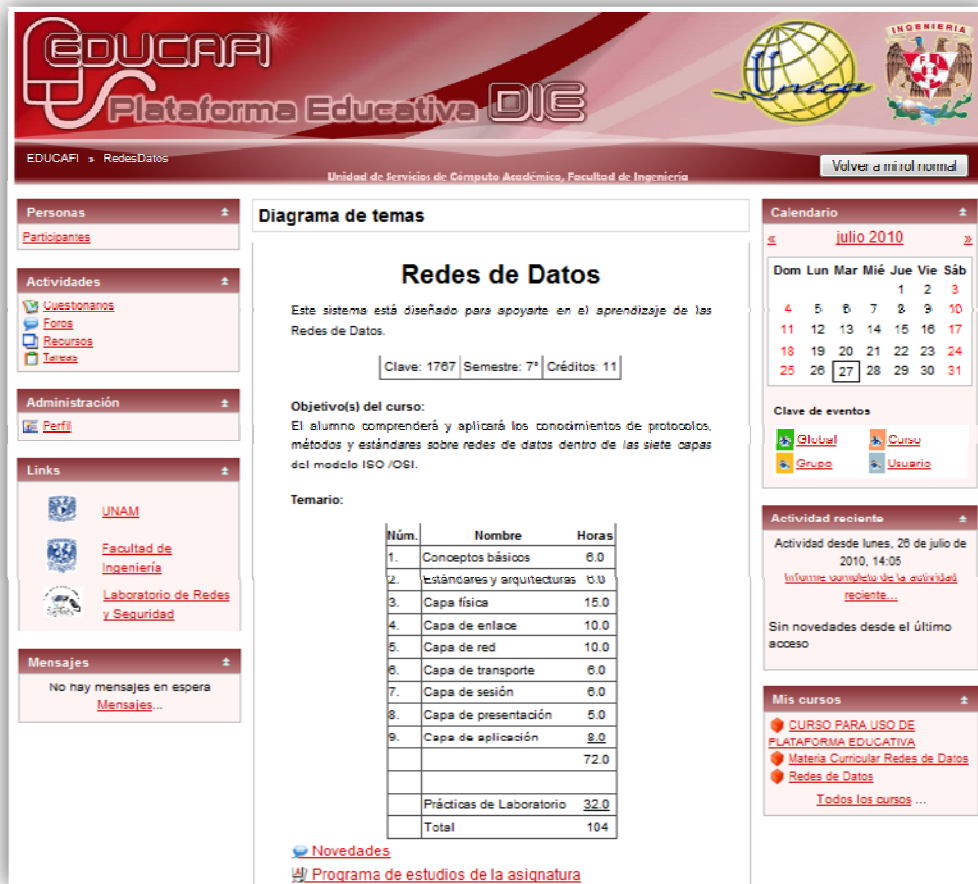 EDUCAFI
Plataforma Educativa DIE
Unica
INGENIERIA
EDUCAFI » RedesDatos
Volver a mi rol normal
Unidad de Servicios de Cómputo Académico, Facultad de Ingeniería
Personas
Participantes
Actividades
Cuestionarios
Foros
Recursos
Tareas
Administración
Perfil
Links
UNAM
Facultad de
Ingeniería
Laboratorio de Redes
y Seguridad
Mensajes
No hay mensajes en espera
Mensajes...
Diagrama de temas
Redes de Datos
Este sistema está diseñado para apoyarte en el aprendizaje de las
Redes de Datos.
Clave: 1767 Semestre: 7° Créditos: 11
Objetivo(s) del curso:
El alumno comprenderá y aplicará los conocimientos de protocolos,
métodos y estándares sobre redes de datos dentro de las siete capas
del modelo ISO /OSI.
Temario:
Núm. Nombre Horas
1. Conceptos básicos 6.0
2. Estándares y arquitecturas 6.0
3. Capa física 15.0
4. Capa de enlace 10.0
5. Capa de red 10.0
6. Capa de transporte 6.0
7. Capa de sesión 6.0
8. Capa de presentación 5.0
9. Capa de aplicación 8.0
72.0
Prácticas de Laboratorio 32.0
Total 104
Novedades
Programa de estudios de la asignatura
Calendario
« julio 2010 »
Dom Lun Mar Mié Jue Vie Sáb
1 2 3
4 5 6 7 8 9 10
11 12 13 14 15 16 17
18 19 20 21 22 23 24
25 26 27 28 29 30 31
Clave de eventos
Global Curso
Grupo Usuario
Actividad reciente
Actividad desde lunes, 26 de julio de
2010, 14:05
Informe completo de la actividad
reciente...
Sin novedades desde el último
acceso
Mis cursos
CURSO PARA USO DE
PLATAFORMA EDUCATIVA
Materia Curricular Redes de Datos
Redes de Datos
Todos los cursos ...